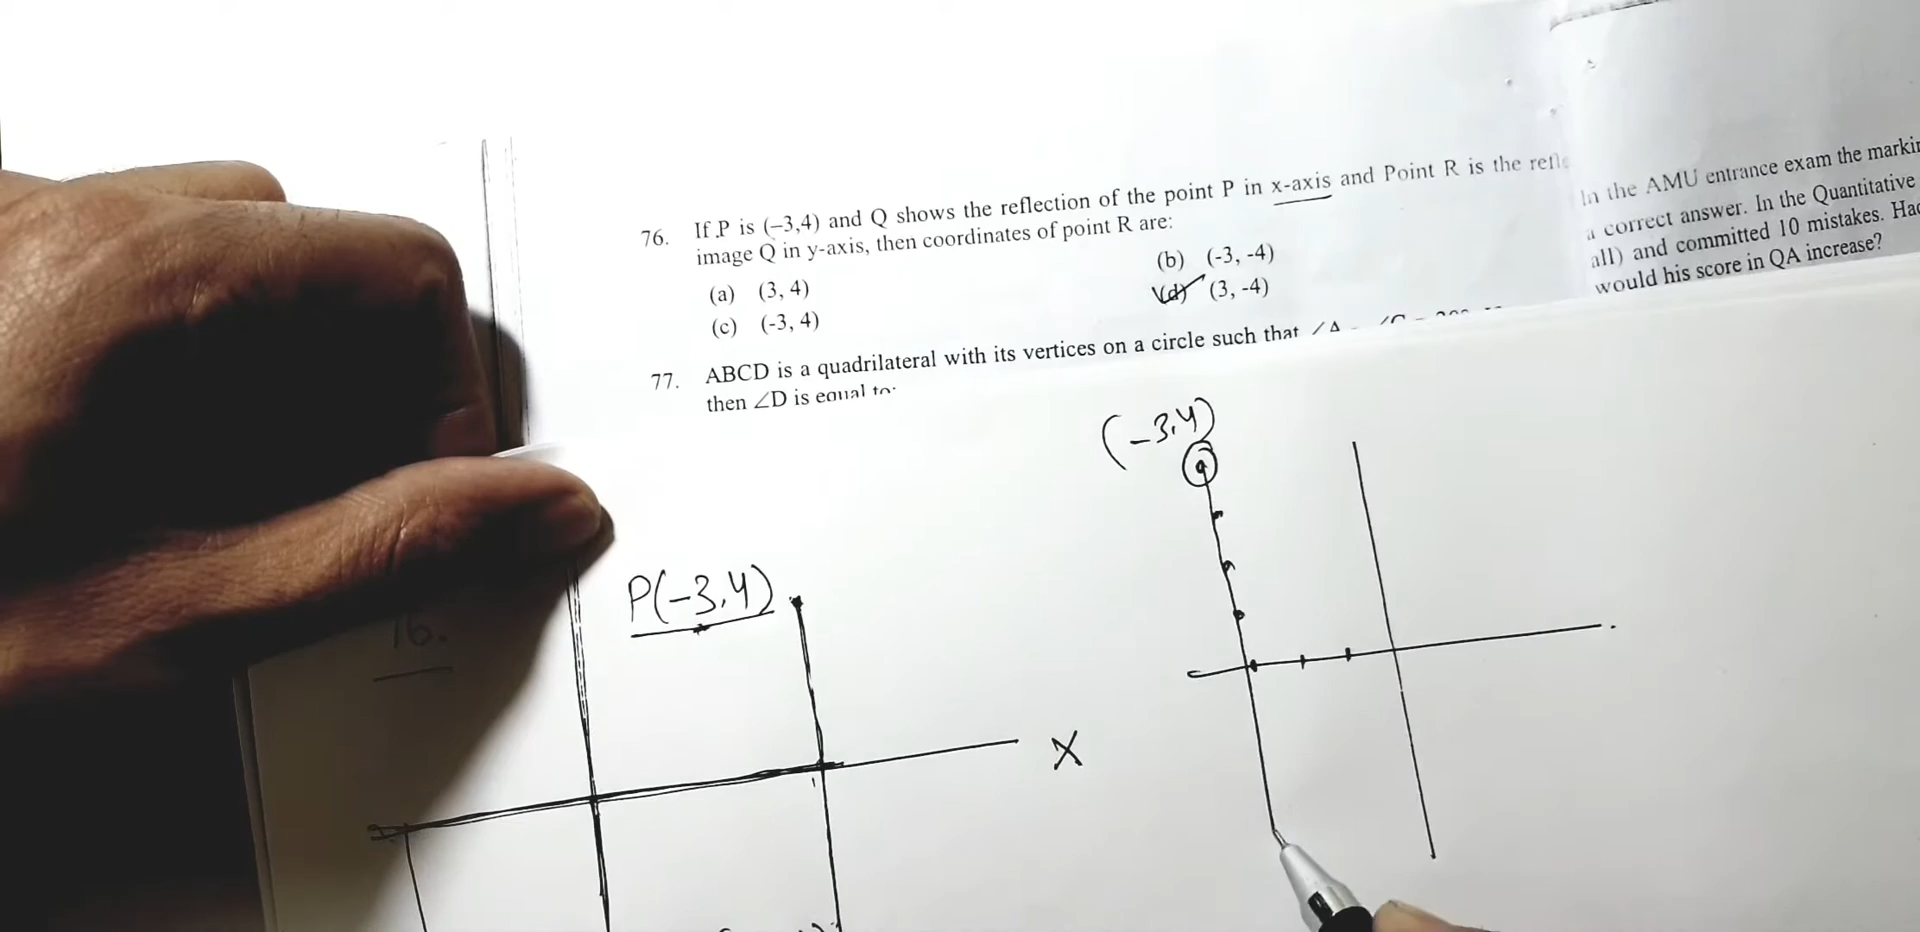 76. If P is (–3,4) and Q shows the reflection of the point P in x-axis and Point R is the
image Q in y-axis, then coordinates of point R are:
(a) (3, 4)
(b) (-3, -4)
(c) (-3, 4)
(d) (3, -4)
77. ABCD is a quadrilateral with its vertices on a circle such that ∠A
then ∠D is equal to:
In the AMU entrance exam the
a correct answer. In the Quantitative
all) and committed 10 mistakes.
would his score in QA increase?
(-3,4)
P(-3,4)
76.
X